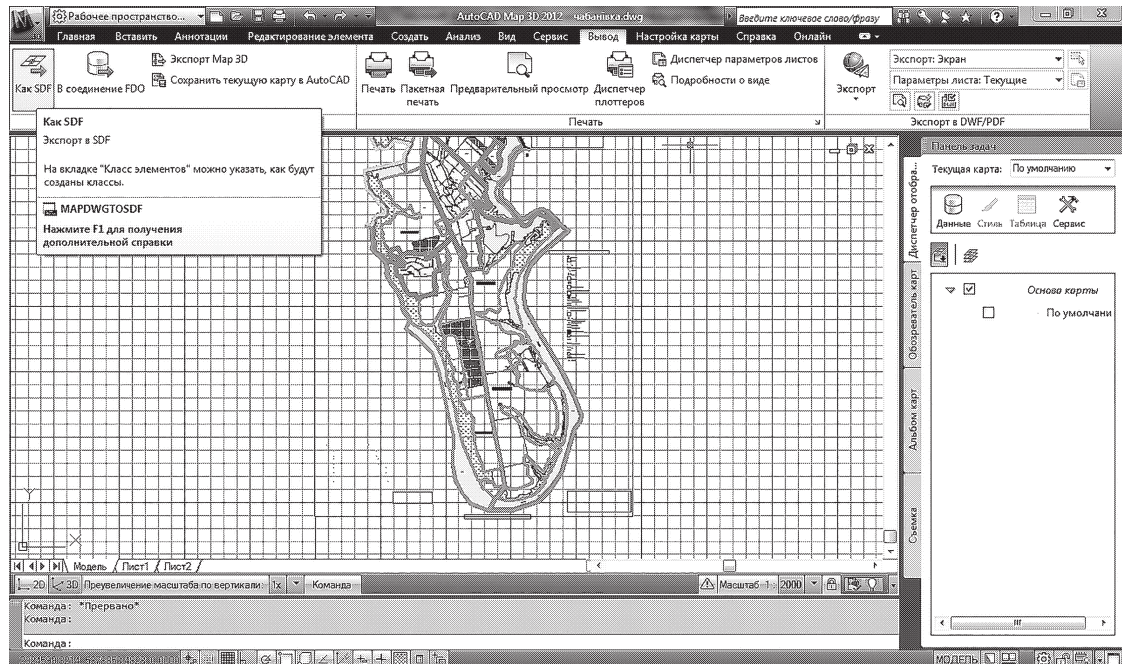 Рабочее пространство...
AutoCAD Map 3D 2012 чабанівка.dwg
Введите ключевое слово/фразу
Главная Вставить Аннотации Редактирование элемента Создать Анализ Вид Сервис Вывод Настройка карты Справка Онлайн
Как SDF
В соединение FDO
Экспорт Map 3D
Сохранить текущую карту в AutoCAD
Печать
Пакетная печать
Предварительный просмотр
Диспетчер плоттеров
Диспетчер параметров листов
Подробности о виде
Экспорт
Экспорт: Экран
Параметры листа: Текущие
Печать
Экспорт в DWF/PDF
Как SDF
Экспорт в SDF
На вкладке "Класс элементов" можно указать, как будут
созданы классы.
MAPDWGTOSDF
Нажмите F1 для получения
дополнительной справки
Панель задач
Текущая карта: По умолчанию
Данные Стиль Таблица Сервис
Основа карты
По умолчани
Диспетчер отобра...
Обозреватель карт
Альбом карт
Съемка
Y
X
Модель Лист1 Лист2
2D 3D Преувеличение масштаба по вертикали: 1x Команда
Масштаб 1 : 2000
Команда: *Прервано*
Команда:
Команда:
МОДЕЛЬ